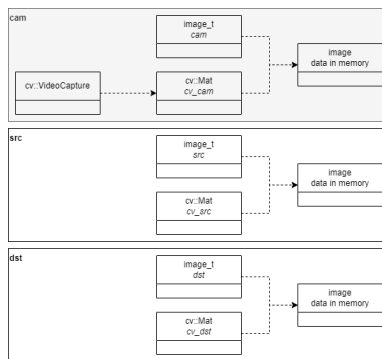 cam
image_t
cam
image
data in memory
cv::VideoCapture
cv::Mat
cv_cam
src
image_t
src
image
data in memory
cv::Mat
cv_src
dst
image_t
dst
image
data in memory
cv::Mat
cv_dst